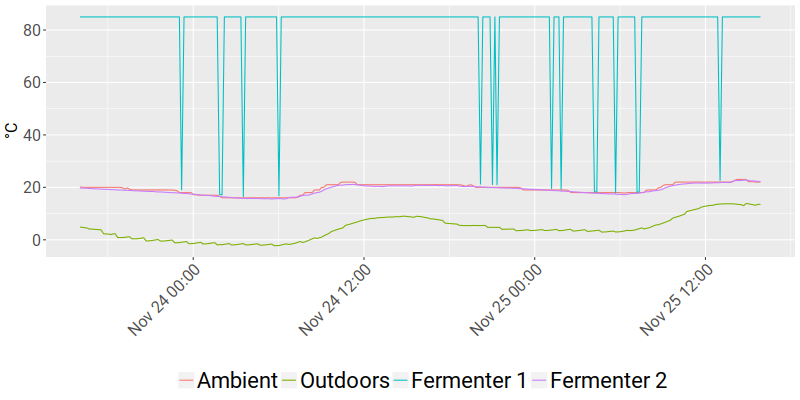 80
60
40
20
0
°C
Nov 24 00:00
Nov 24 12:00
Nov 25 00:00
Nov 25 12:00
Ambient Outdoors Fermenter 1 Fermenter 2